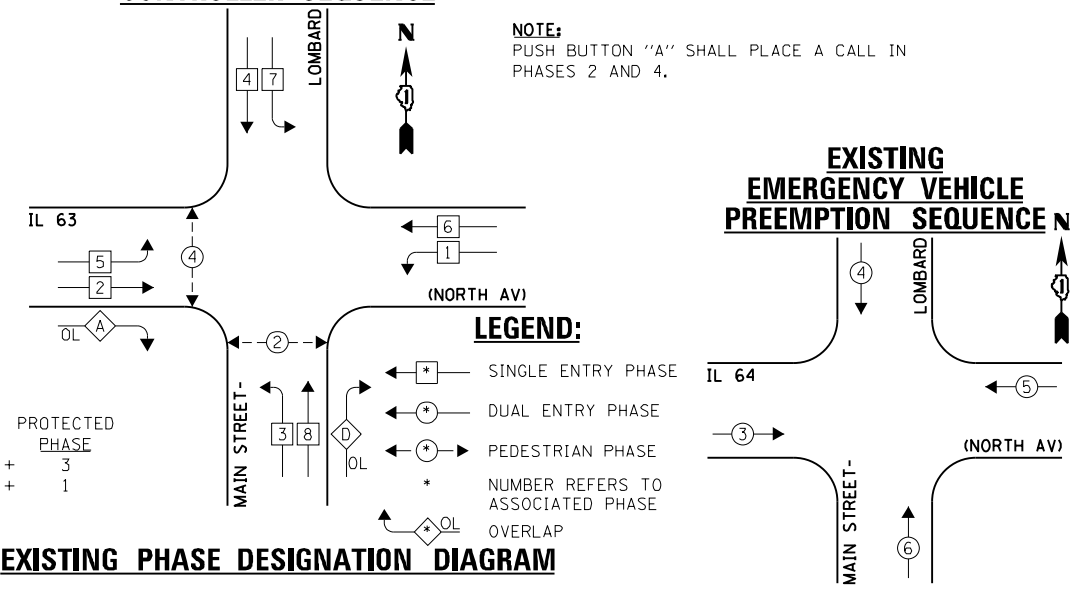 LOMBARD
N
NOTE:
PUSH BUTTON "A" SHALL PLACE A CALL IN
PHASES 2 AND 4.
4 7
IL 63
6
1
5
2
4
(NORTH AV)
OL A
2
3 8 D
OL
MAIN STREET-
PROTECTED
PHASE
+ 3
+ 1
LEGEND:
* SINGLE ENTRY PHASE
* DUAL ENTRY PHASE
* PEDESTRIAN PHASE
* NUMBER REFERS TO
ASSOCIATED PHASE
* OL OVERLAP
EXISTING PHASE DESIGNATION DIAGRAM
EXISTING
EMERGENCY VEHICLE
PREEMPTION SEQUENCE
N
4
LOMBARD
IL 64
5
3
(NORTH AV)
MAIN STREET-
6